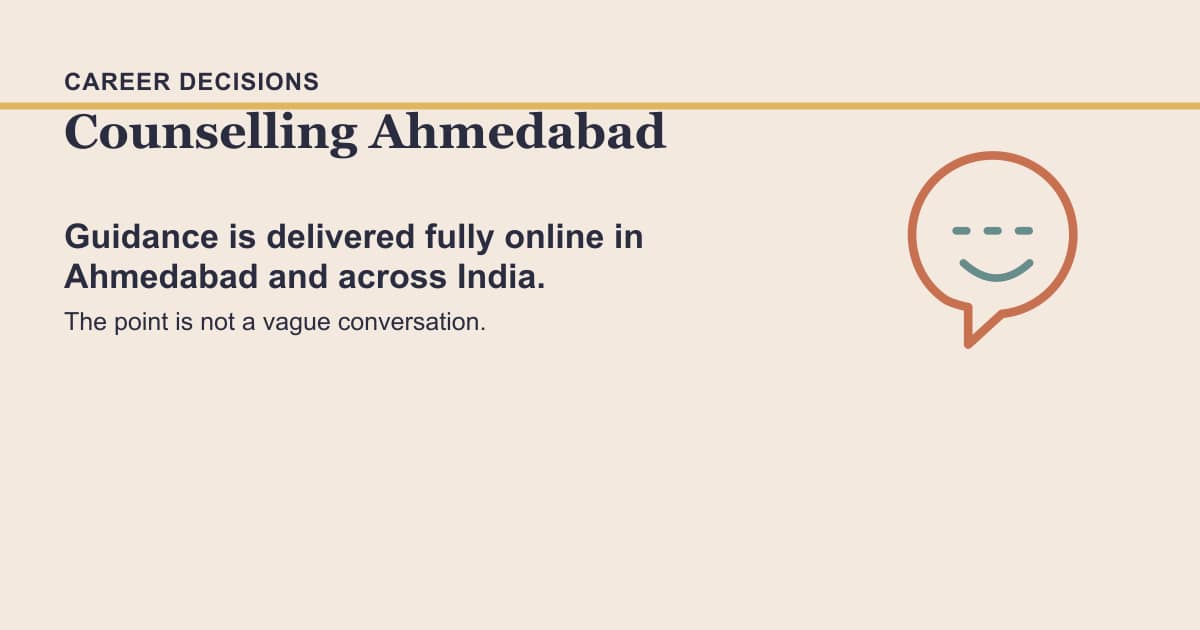 CAREER DECISIONS
Counselling Ahmedabad
Guidance is delivered fully online in
Ahmedabad and across India.
The point is not a vague conversation.